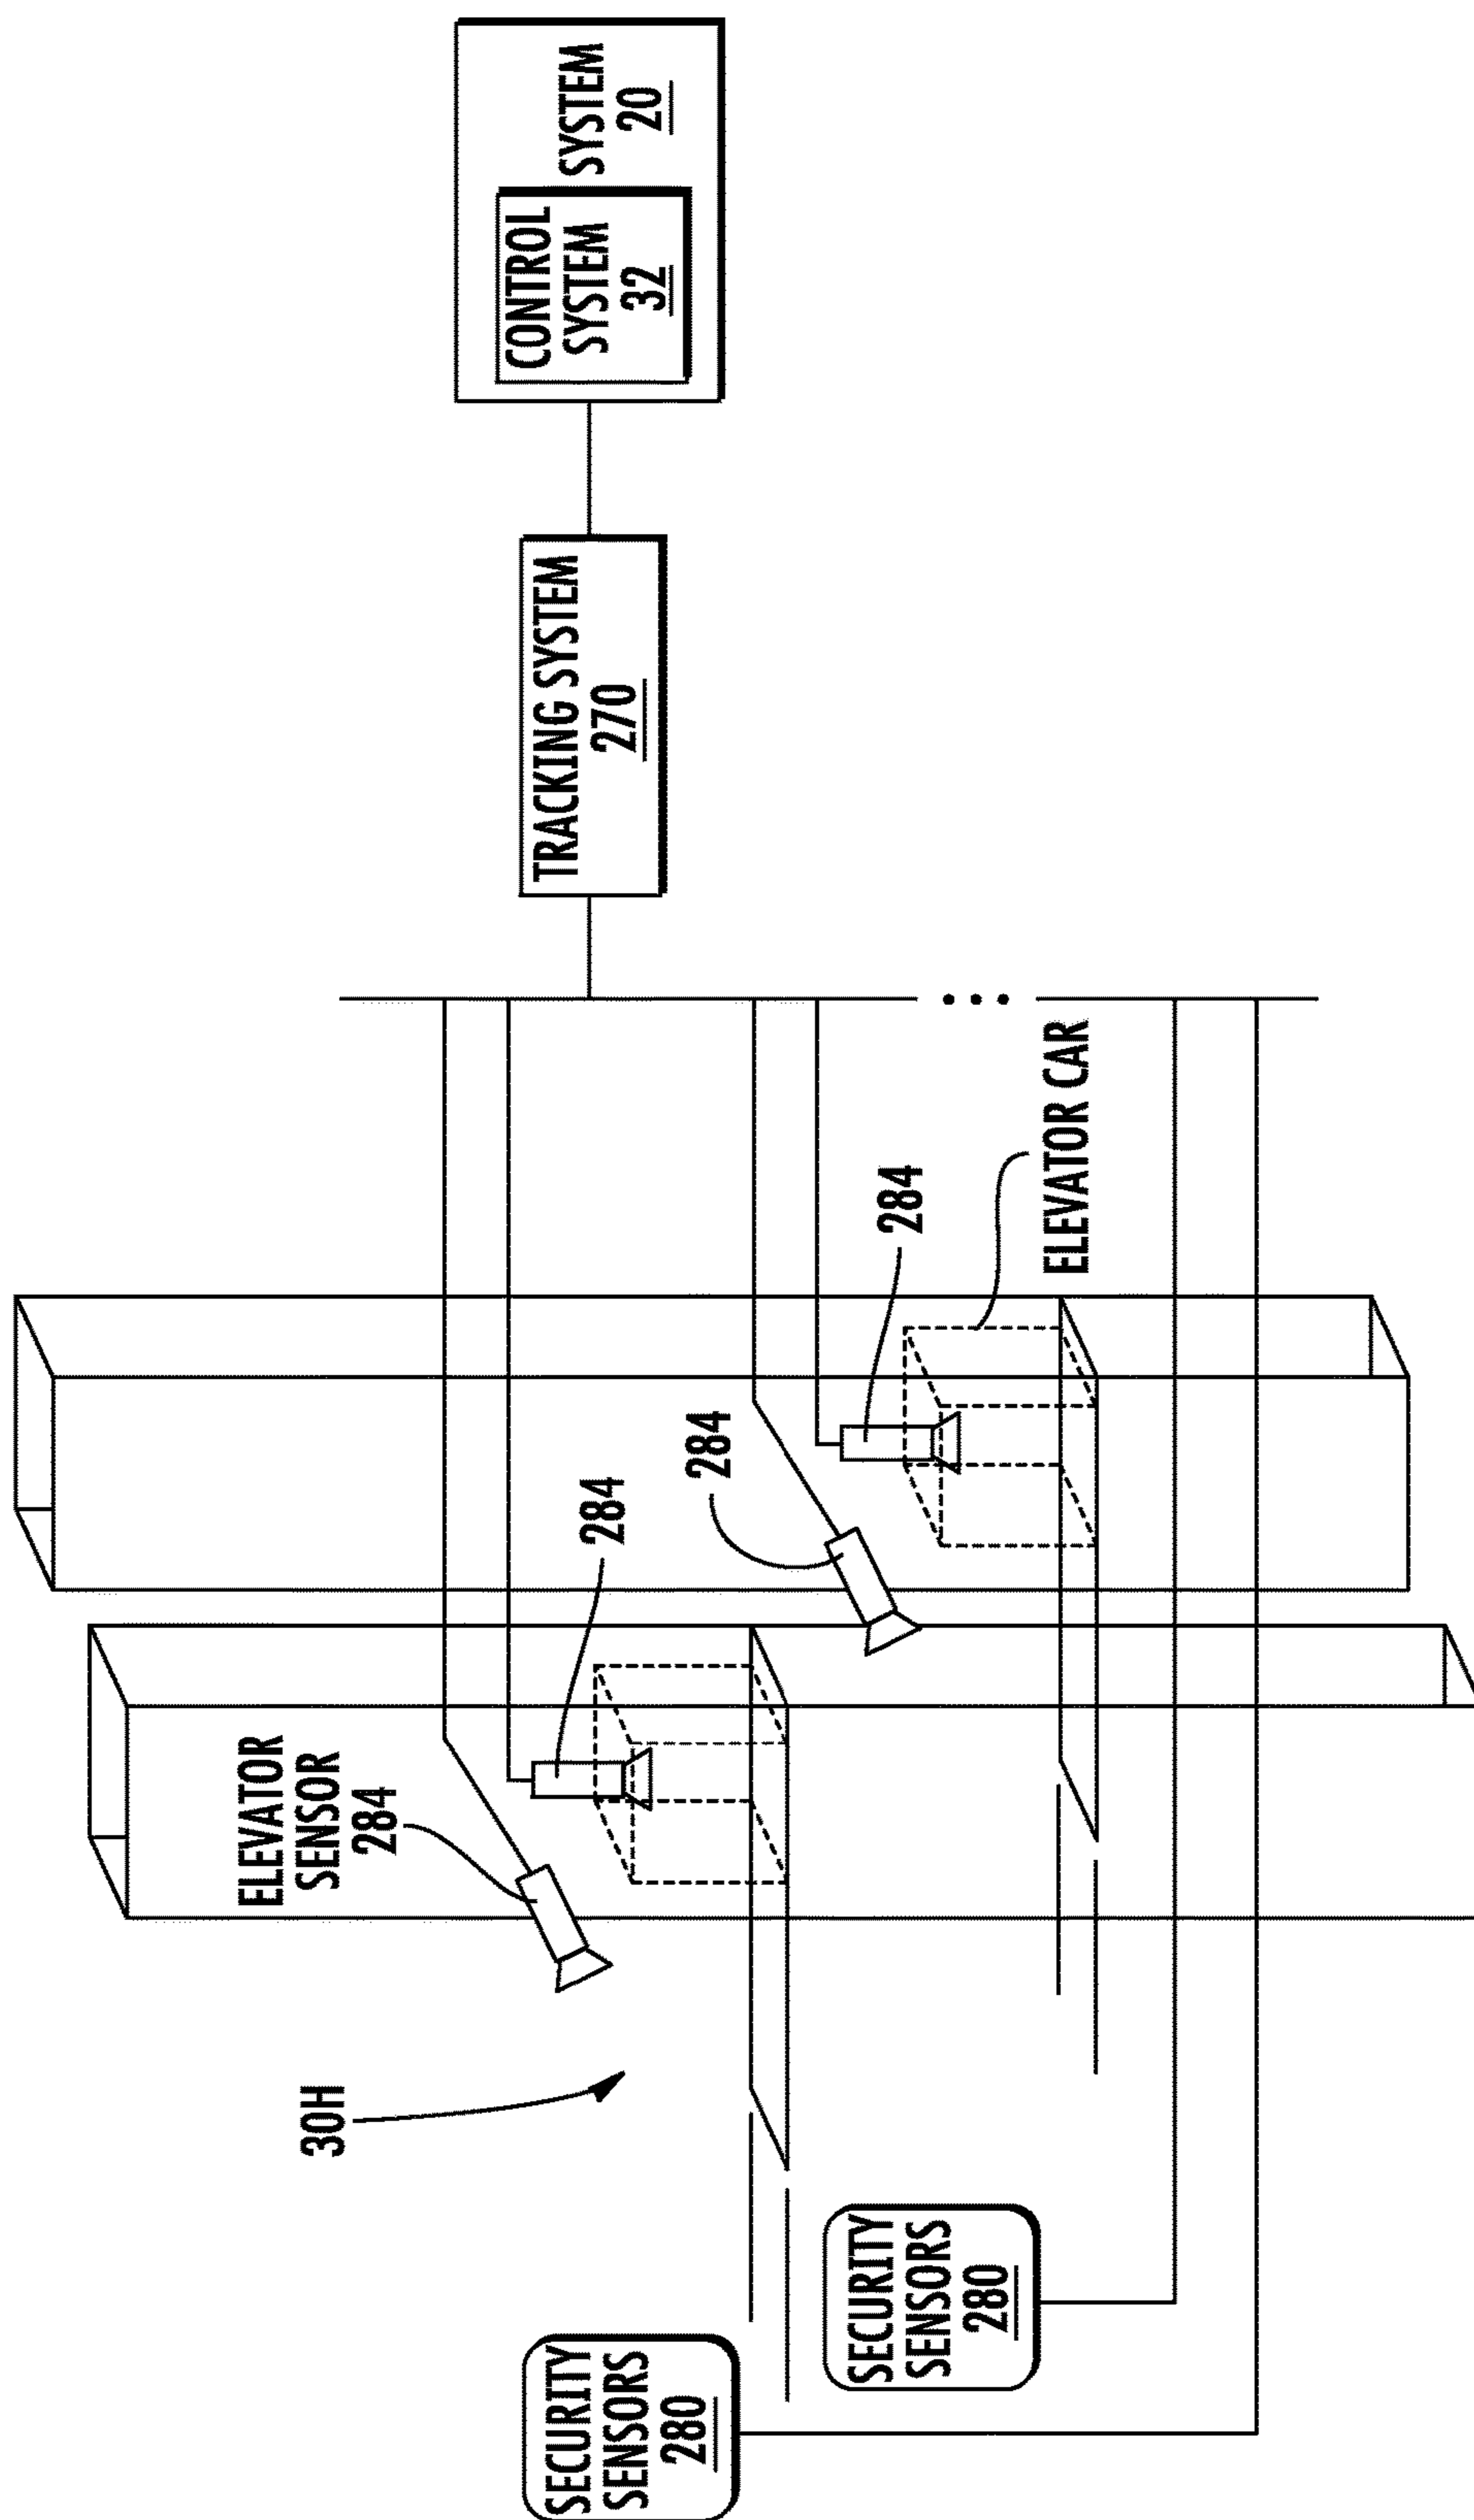 ELEVATOR
SENSOR
284
30H
CONTROL
SYSTEM
32
SYSTEM
20
TRACKING SYSTEM
270
SECURITY
SENSORS
280
284
284
SECURITY
SENSORS
280
284
ELEVATOR CAR